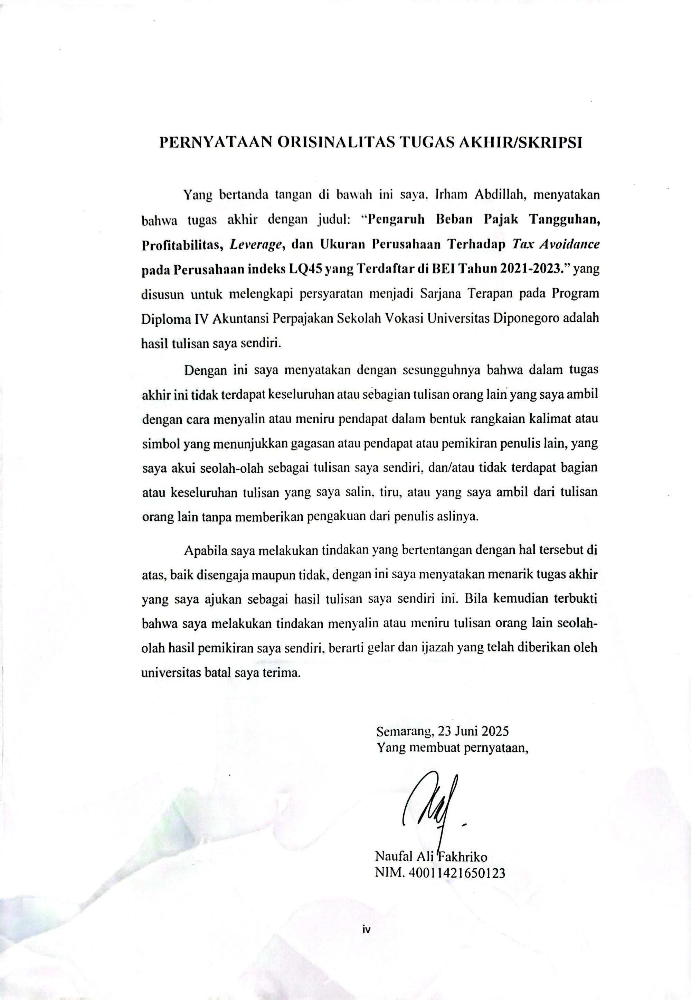 PERNYATAAN ORISINALITAS TUGAS AKHIR/SKRIPSI
Yang bertanda tangan di bawah ini saya, Irham Abdillah, menyatakan
bahwa tugas akhir dengan judul: “Pengaruh Beban Pajak Tangguhan,
Profitabilitas, Leverage, dan Ukuran Perusahaan Terhadap Tax Avoidance
pada Perusahaan indeks LQ45 yang Terdaftar di BEI Tahun 2021-2023.” yang
disusun untuk melengkapi persyaratan menjadi Sarjana Terapan pada Program
Diploma IV Akuntansi Perpajakan Sekolah Vokasi Universitas Diponegoro adalah
hasil tulisan saya sendiri.
Dengan ini saya menyatakan dengan sesungguhnya bahwa dalam tugas
akhir ini tidak terdapat keseluruhan atau sebagian tulisan orang lain yang saya ambil
dengan cara menyalin atau meniru pendapat dalam bentuk rangkaian kalimat atau
simbol yang menunjukkan gagasan atau pendapat atau pemikiran penulis lain, yang
saya akui seolah-olah sebagai tulisan saya sendiri, dan/atau tidak terdapat bagian
atau keseluruhan tulisan yang saya salin, tiru, atau yang saya ambil dari tulisan
orang lain tanpa memberikan pengakuan dari penulis aslinya.
Apabila saya melakukan tindakan yang bertentangan dengan hal tersebut di
atas, baik disengaja maupun tidak, dengan ini saya menyatakan menarik tugas akhir
yang saya ajukan sebagai hasil tulisan saya sendiri ini. Bila kemudian terbukti
bahwa saya melakukan tindakan menyalin atau meniru tulisan orang lain seolah-
olah hasil pemikiran saya sendiri, berarti gelar dan ijazah yang telah diberikan oleh
universitas batal saya terima.
Semarang, 23 Juni 2025
Yang membuat pernyataan,
Naufal Ali Fakhriko
NIM. 40011421650123
iv